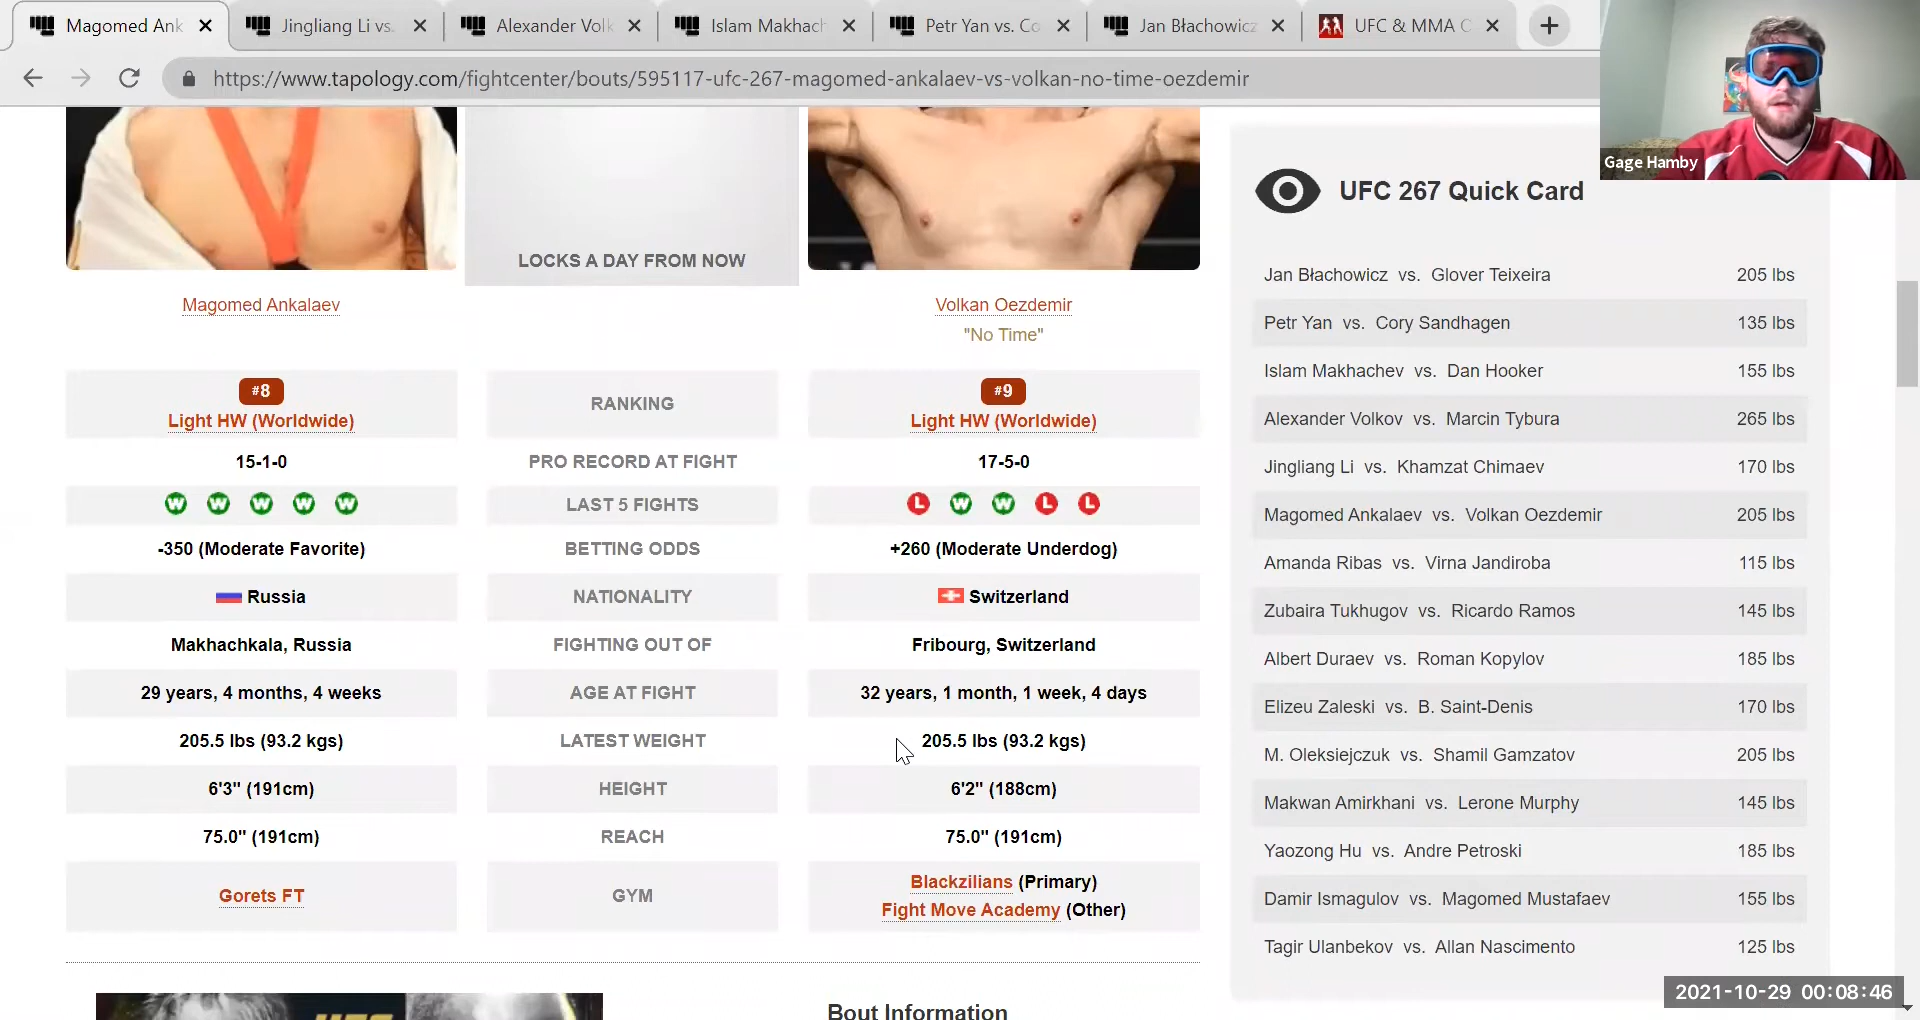 Magomed Ank
Jingliang Li vs.
Alexander Volk
Islam Makhach
Petr Yan vs. Co
Jan Błachowicz
UFC & MMA C
https://www.tapology.com/fightcenter/bouts/595117-ufc-267-magomed-ankalaev-vs-volkan-no-time-oezdemir
Gage Hamby
LOCKS A DAY FROM NOW
Magomed Ankalaev
Volkan Oezdemir
"No Time"
#8 RANKING #9
Light HW (Worldwide) Light HW (Worldwide)
15-1-0 PRO RECORD AT FIGHT 17-5-0
W W W W W LAST 5 FIGHTS L W W L L
-350 (Moderate Favorite) BETTING ODDS +260 (Moderate Underdog)
Russia NATIONALITY Switzerland
Makhachkala, Russia FIGHTING OUT OF Fribourg, Switzerland
29 years, 4 months, 4 weeks AGE AT FIGHT 32 years, 1 month, 1 week, 4 days
205.5 lbs (93.2 kgs) LATEST WEIGHT 205.5 lbs (93.2 kgs)
6'3" (191cm) HEIGHT 6'2" (188cm)
75.0" (191cm) REACH 75.0" (191cm)
Gorets FT GYM Blackzilians (Primary)
Fight Move Academy (Other)
Bout Information
UFC 267 Quick Card
Jan Błachowicz vs. Glover Teixeira 205 lbs
Petr Yan vs. Cory Sandhagen 135 lbs
Islam Makhachev vs. Dan Hooker 155 lbs
Alexander Volkov vs. Marcin Tybura 265 lbs
Jingliang Li vs. Khamzat Chimaev 170 lbs
Magomed Ankalaev vs. Volkan Oezdemir 205 lbs
Amanda Ribas vs. Virna Jandiroba 115 lbs
Zubaira Tukhugov vs. Ricardo Ramos 145 lbs
Albert Duraev vs. Roman Kopylov 185 lbs
Elizeu Zaleski vs. B. Saint-Denis 170 lbs
M. Oleksiejczuk vs. Shamil Gamzatov 205 lbs
Makwan Amirkhani vs. Lerone Murphy 145 lbs
Yaozong Hu vs. Andre Petroski 185 lbs
Damir Ismagulov vs. Magomed Mustafaev 155 lbs
Tagir Ulanbekov vs. Allan Nascimento 125 lbs
2021-10-29 00:08:46